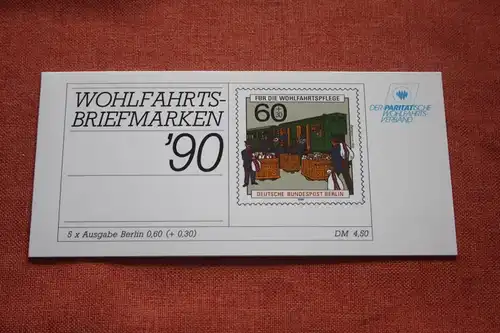 WOHLFAHRTS-
BRIEFMARKEN
'90
FÜR DIE WOHLFAHRTSPFLEGE
60
30
DEUTSCHE BUNDESPOST BERLIN
DER PARITÄTISCHE
WOHLFAHRTS-
VERBAND
5 x Ausgabe Berlin 0,60 (+ 0,30)
DM 4,50